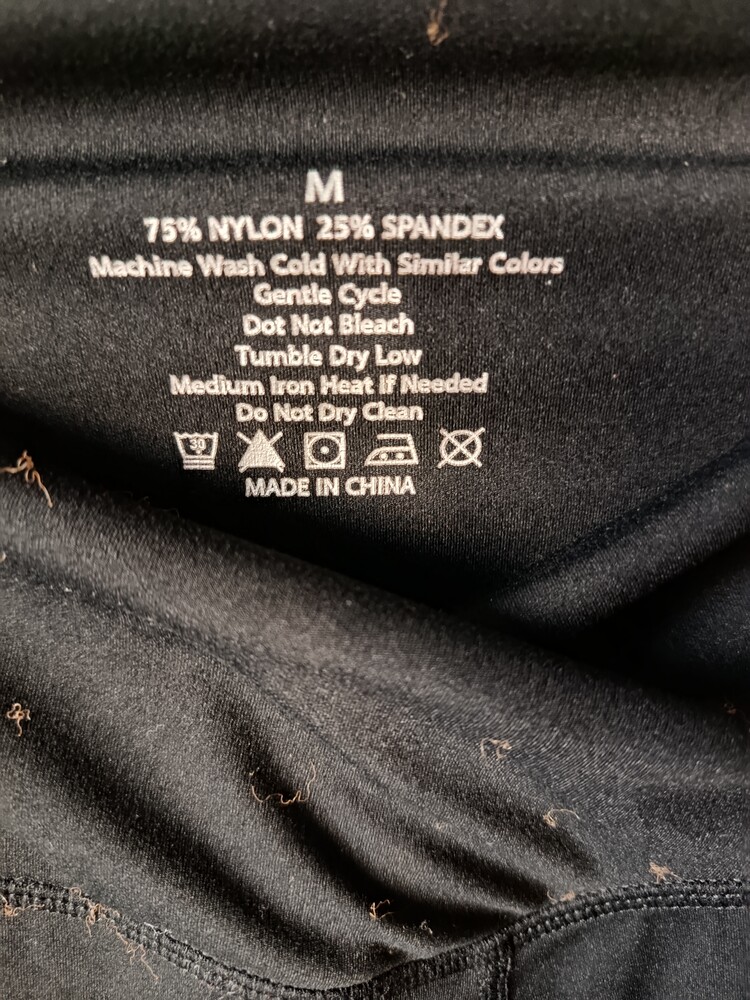 M
75% NYLON 25% SPANDEX
Machine Wash Cold With Similar Colors
Gentle Cycle
Dot Not Bleach
Tumble Dry Low
Medium Iron Heat If Needed
Do Not Dry Clean
30
MADE IN CHINA